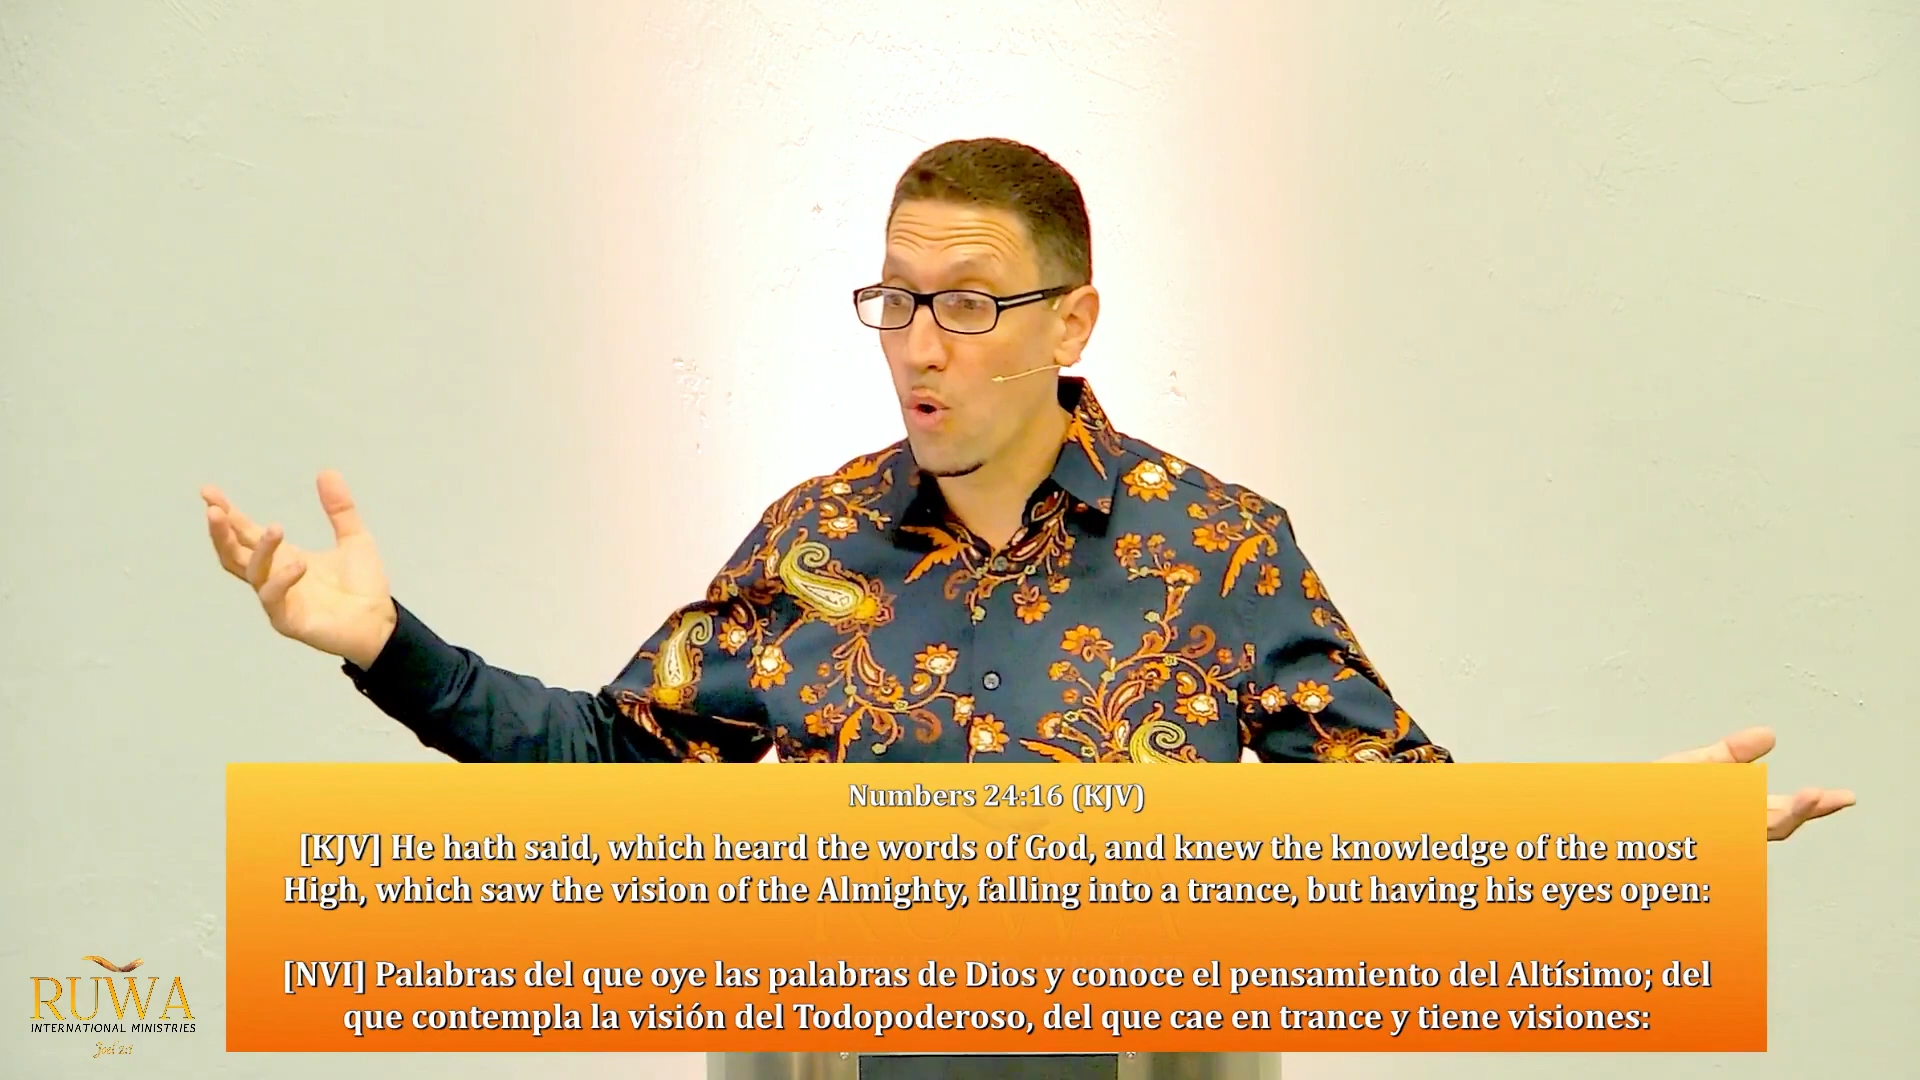 Numbers 24:16 (KJV)
[KJV] He hath said, which heard the words of God, and knew the knowledge of the most
High, which saw the vision of the Almighty, falling into a trance, but having his eyes open:
[NVI] Palabras del que oye las palabras de Dios y conoce el pensamiento del Altísimo; del
que contempla la visión del Todopoderoso, del que cae en trance y tiene visiones:
RUWA
INTERNATIONAL MINISTRIES
Joel 2:1